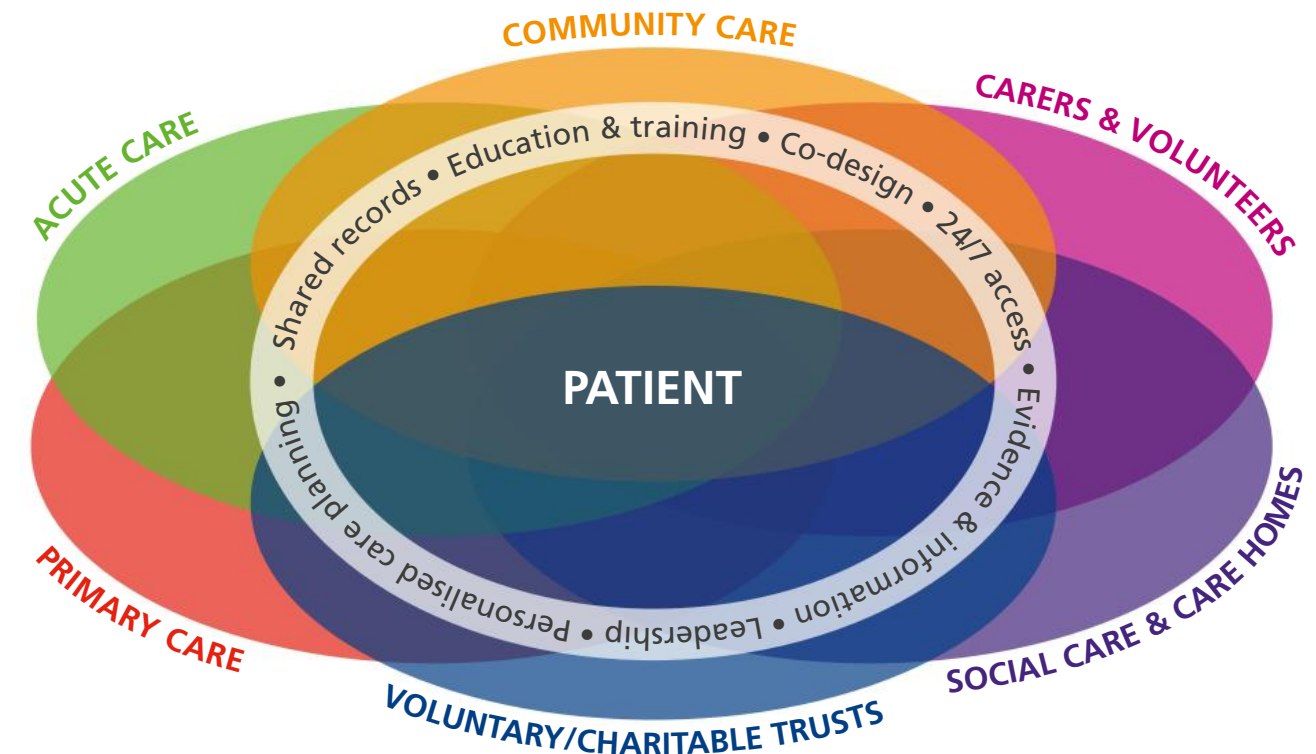 COMMUNITY CARE
CARERS & VOLUNTEERS
ACUTE CARE
Shared records • Education & training • Co-design • 24/7 access • Evidence & information • Leadership • Personalised care planning •
PATIENT
PRIMARY CARE
SOCIAL CARE & CARE HOMES
VOLUNTARY/CHARITABLE TRUSTS